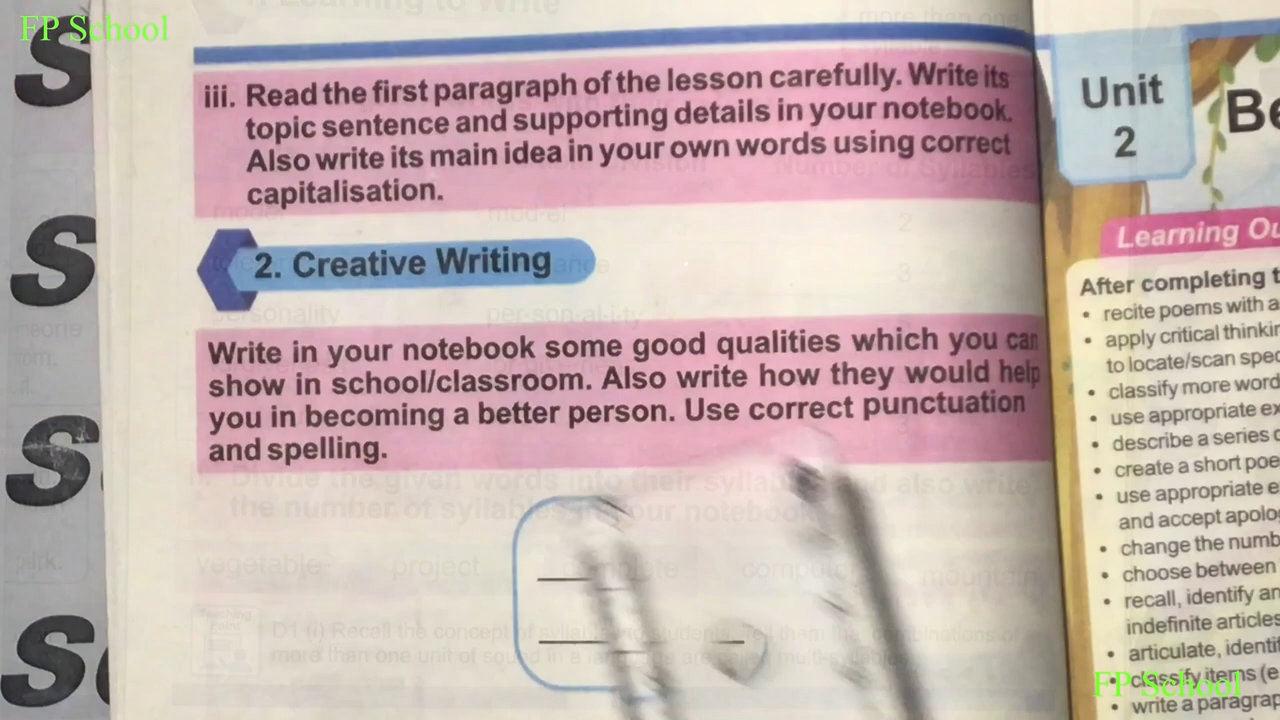 FP School
iii. Read the first paragraph of the lesson carefully. Write its
topic sentence and supporting details in your notebook.
Also write its main idea in your own words using correct
capitalisation.
2. Creative Writing
Write in your notebook some good qualities which you can
show in school/classroom. Also write how they would help
you in becoming a better person. Use correct punctuation
and spelling.
Unit
2
Be
Learning Ou
After completing t
• recite poems with a
• apply critical thinkin
to locate/scan spec
• classify more word
• use appropriate ex
• describe a series o
• create a short poe
• use appropriate e
and accept apolog
• change the numb
• choose between
• recall, identify an
indefinite articles
• articulate, identi
• classify items (e
• write a paragrap
FP School